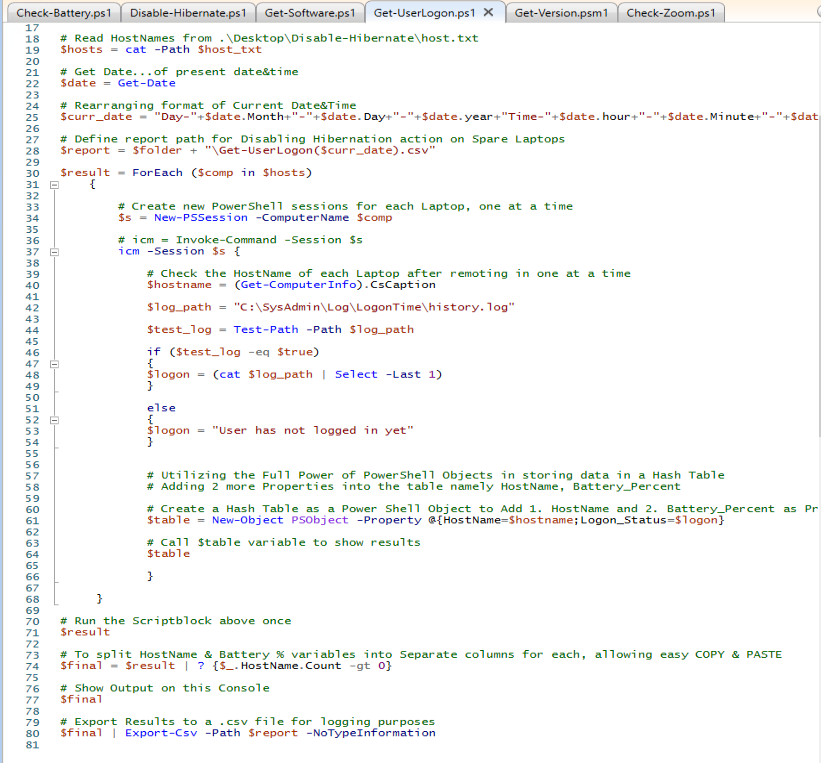 Check-Battery.ps1 Disable-Hibernate.ps1 Get-Software.ps1 Get-UserLogon.ps1 Get-Version.psm1 Check-Zoom.ps1
17
18 # Read HostNames from .\Desktop\Disable-Hibernate\host.txt
19 $hosts = cat -Path $host_txt
20
21 # Get Date...of present date&time
22 $date = Get-Date
23
24 # Rearranging format of Current Date&Time
25 $curr_date = "Day-"+$date.Month+"-"+$date.Day+"-"+$date.year+"Time-"+$date.hour+"-"+$date.Minute+"-"+$dat
26
27 # Define report path for Disabling Hibernation action on Spare Laptops
28 $report = $folder + "\Get-UserLogon($curr_date).csv"
29
30 $result = ForEach ($comp in $hosts)
31 {
32
33 # Create new PowerShell sessions for each Laptop, one at a time
34 $s = New-PSSession -ComputerName $comp
35
36 # icm = Invoke-Command -Session $s
37 icm -Session $s {
38
39 # Check the HostName of each Laptop after remoting in one at a time
40 $hostname = (Get-ComputerInfo).CsCaption
41
42 $log_path = "C:\SysAdmin\Log\LogonTime\history.log"
43
44 $test_log = Test-Path -Path $log_path
45
46 if ($test_log -eq $true)
47 {
48 $logon = (cat $log_path | Select -Last 1)
49 }
50
51 else
52 {
53 $logon = "User has not logged in yet"
54 }
55
56
57 # Utilizing the Full Power of PowerShell Objects in storing data in a Hash Table
58 # Adding 2 more Properties into the table namely HostName, Battery_Percent
59
60 # Create a Hash Table as a Power Shell Object to Add 1. HostName and 2. Battery_Percent as Pr
61 $table = New-Object PSObject -Property @{HostName=$hostname;Logon_Status=$logon}
62
63 # Call $table variable to show results
64 $table
65
66 }
67
68 }
69
70 # Run the Scriptblock above once
71 $result
72
73 # To split HostName & Battery % variables into Separate columns for each, allowing easy COPY & PASTE
74 $final = $result | ? {$_.HostName.Count -gt 0}
75
76 # Show Output on this Console
77 $final
78
79 # Export Results to a .csv file for logging purposes
80 $final | Export-Csv -Path $report -NoTypeInformation
81